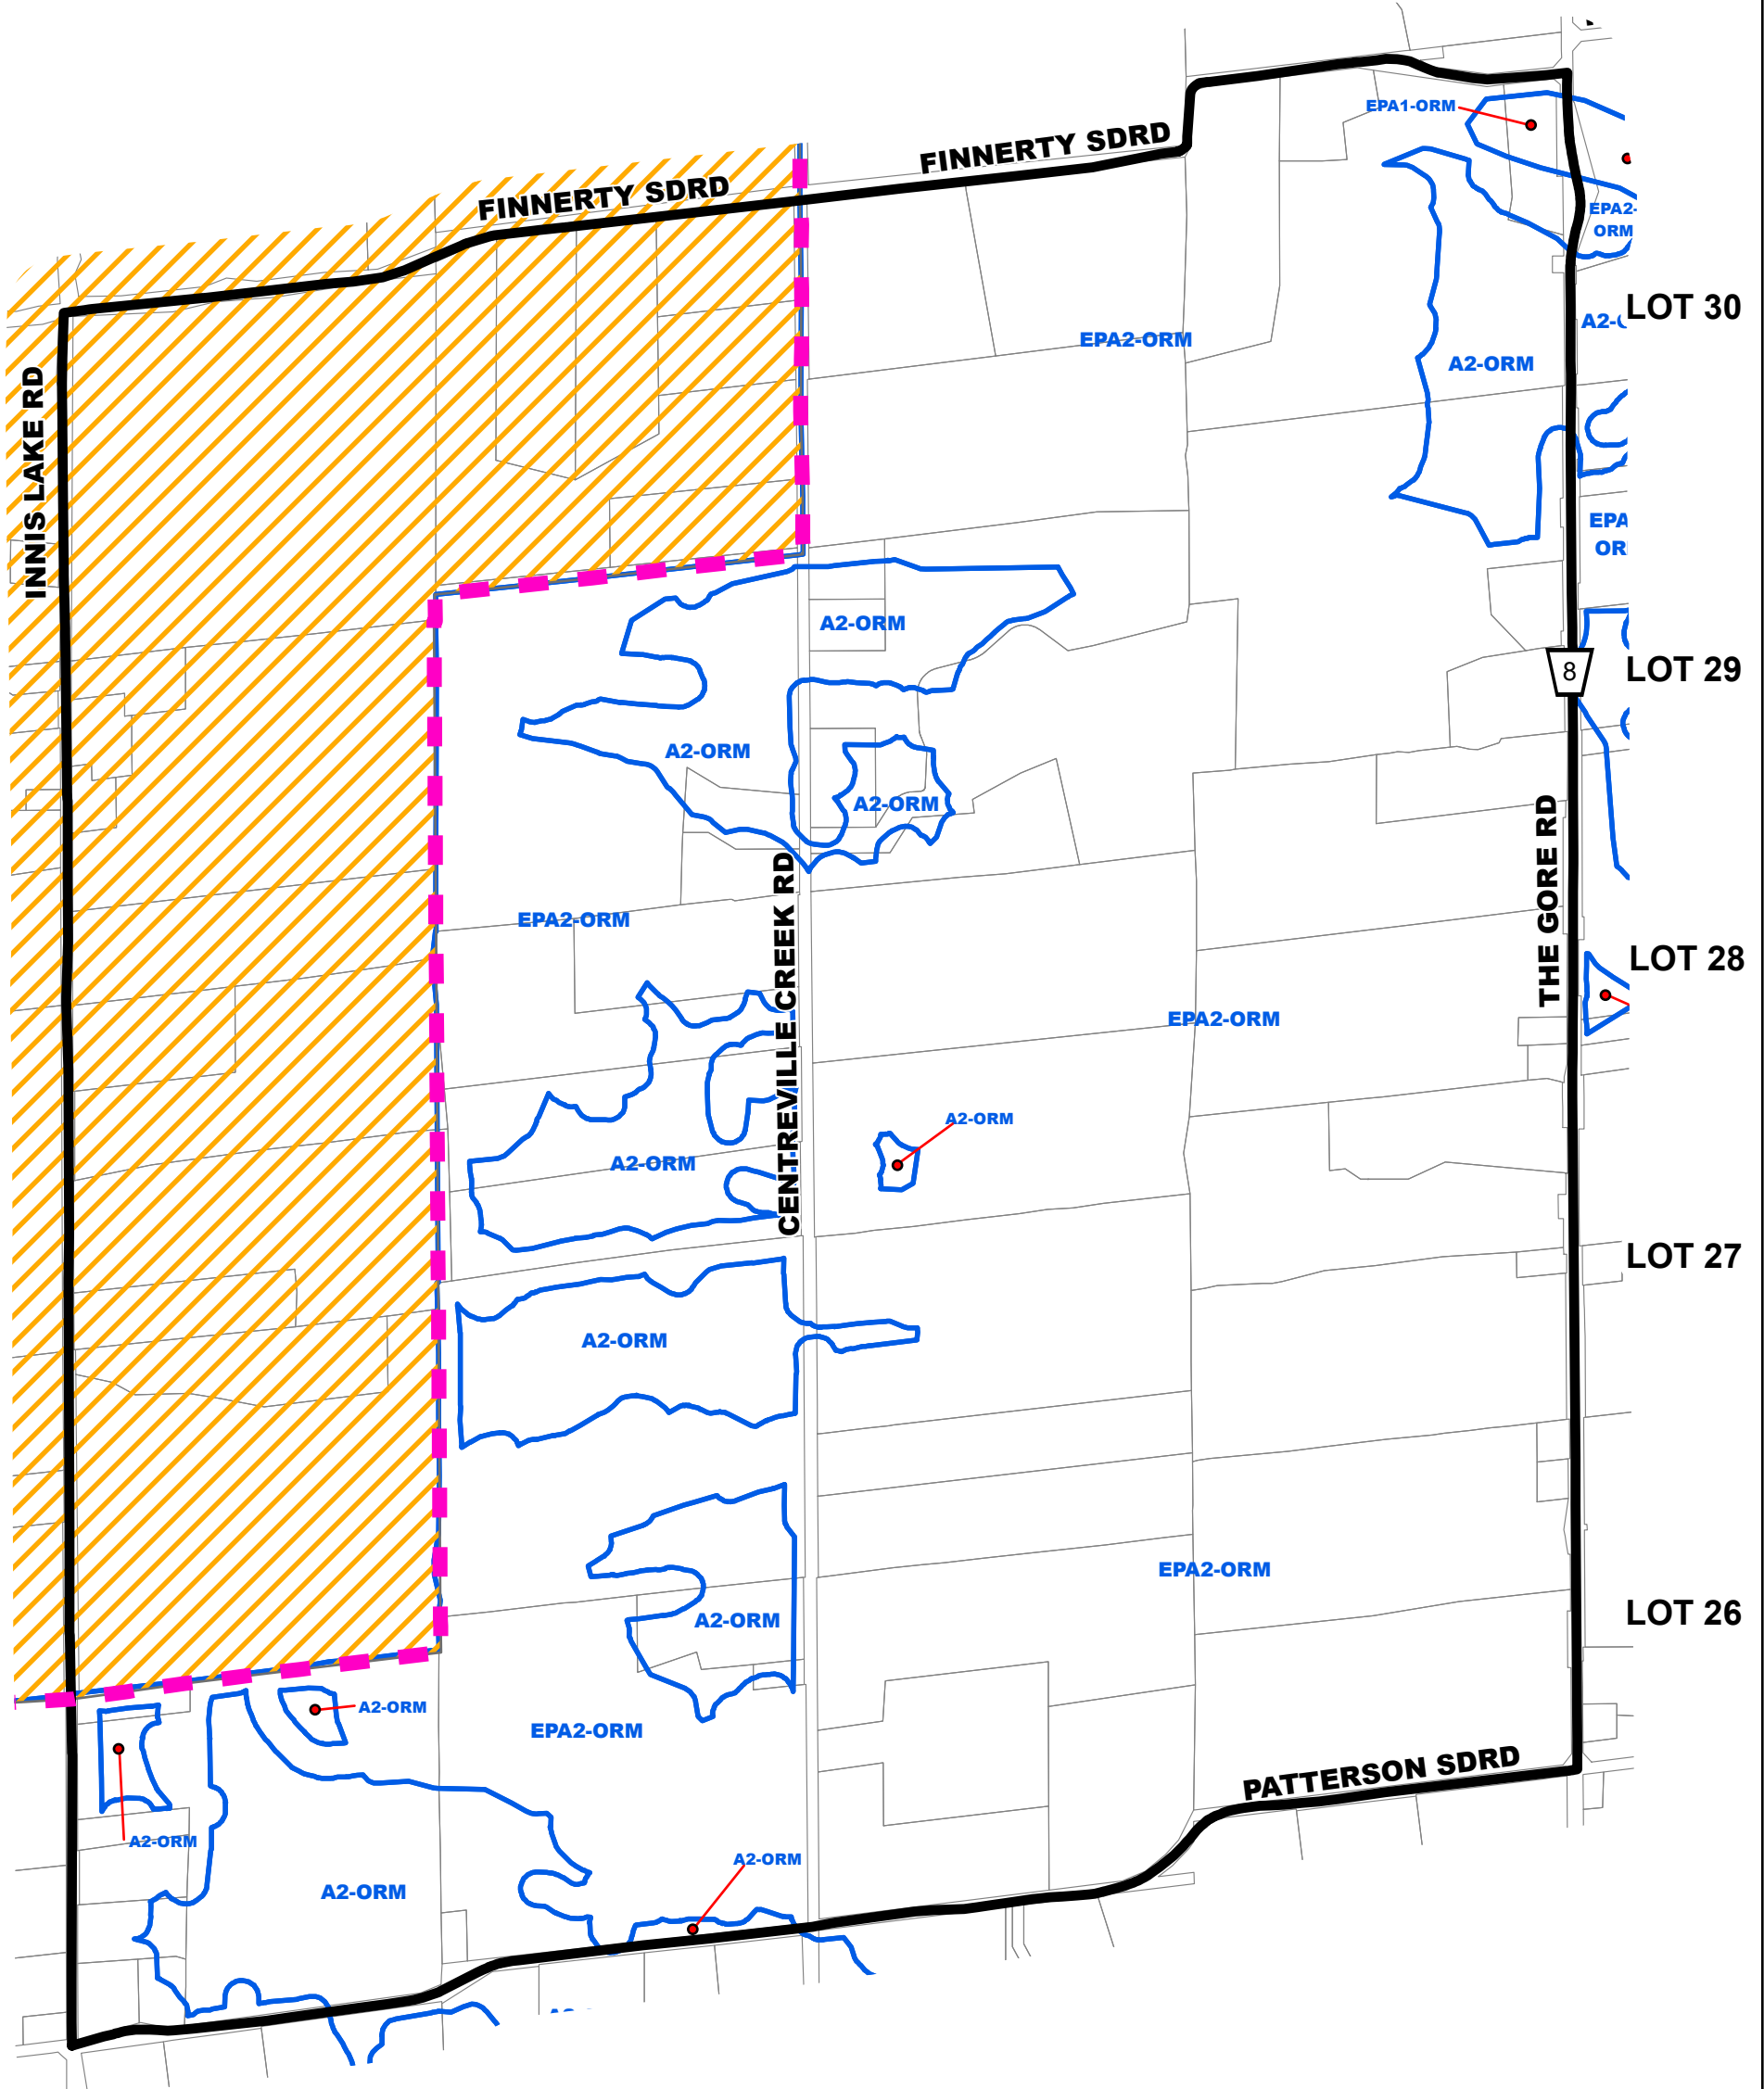 EPA1-ORM
FINNERTY SDRD
FINNERTY SDRD
EPA2-
ORM
LOT 30
EPA2-ORM
A2-ORM
INNIS LAKE RD
EPA
A2-ORM
LOT 29
8
A2-ORM
A2-ORM
THE GORE RD
CENTREVILLE CREEK RD
EPA2-ORM
LOT 28
EPA2-ORM
A2-ORM
A2-ORM
LOT 27
A2-ORM
EPA2-ORM
LOT 26
A2-ORM
A2-ORM
EPA2-ORM
PATTERSON SDRD
A2-ORM
A2-ORM
A2-ORM